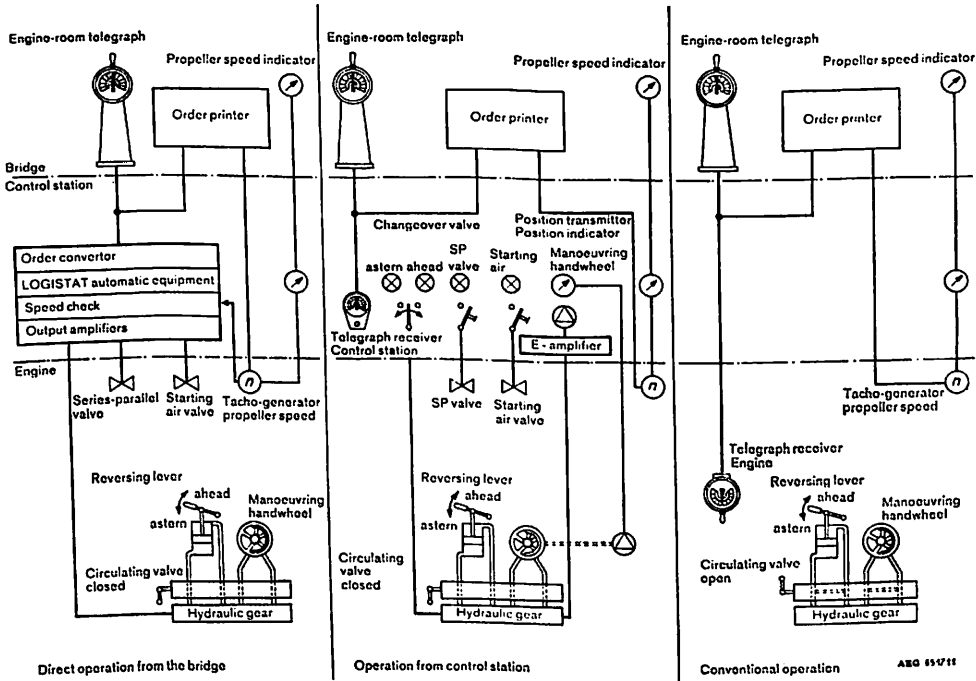 Engine-room telegraph
Propeller speed indicator
Order printer
Bridge
Control station
Order convertor
LOGISTAT automatic equipment
Speed check
Output amplifiers
Engine
n
Series-parallel
valve
Starting
air valve
Tacho-generator
propeller speed
Reversing lever
ahead
astern
Manoeuvring
handwheel
Circulating valve
closed
Hydraulic gear
Direct operation from the bridge
Engine-room telegraph
Propeller speed indicator
Order printer
Changeover valve
Position transmittor
Position indicator
astern ahead
SP
valve
Starting
air
Manoeuvring
handwheel
Telegraph receiver
Control station
E-amplifier
n
SP valve
Starting
air valve
Reversing lever
ahead
astern
Circulating
valve
closed
Hydraulic gear
Operation from control station
Engine-room telegraph
Propeller speed indicator
Order printer
n
Tacho-generator
propeller speed
Telegraph receiver
Engine
Reversing lever
ahead
astern
Manoeuvring
handwheel
Circulating valve
open
Hydraulic gear
Conventional operation
AEG